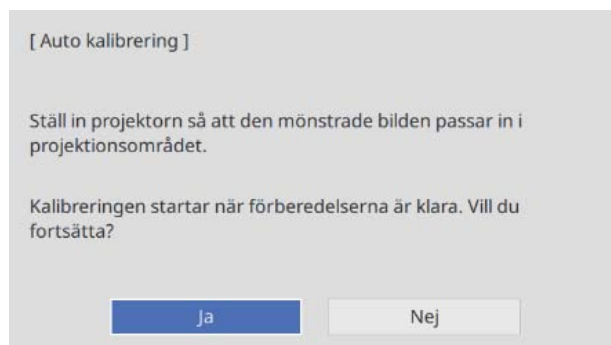 [ Auto kalibrering ]
Ställ in projektorn så att den mönstrade bilden passar in i
projektionsområdet.
Kalibreringen startar när förberedelserna är klara. Vill du
fortsätta?
Ja
Nej